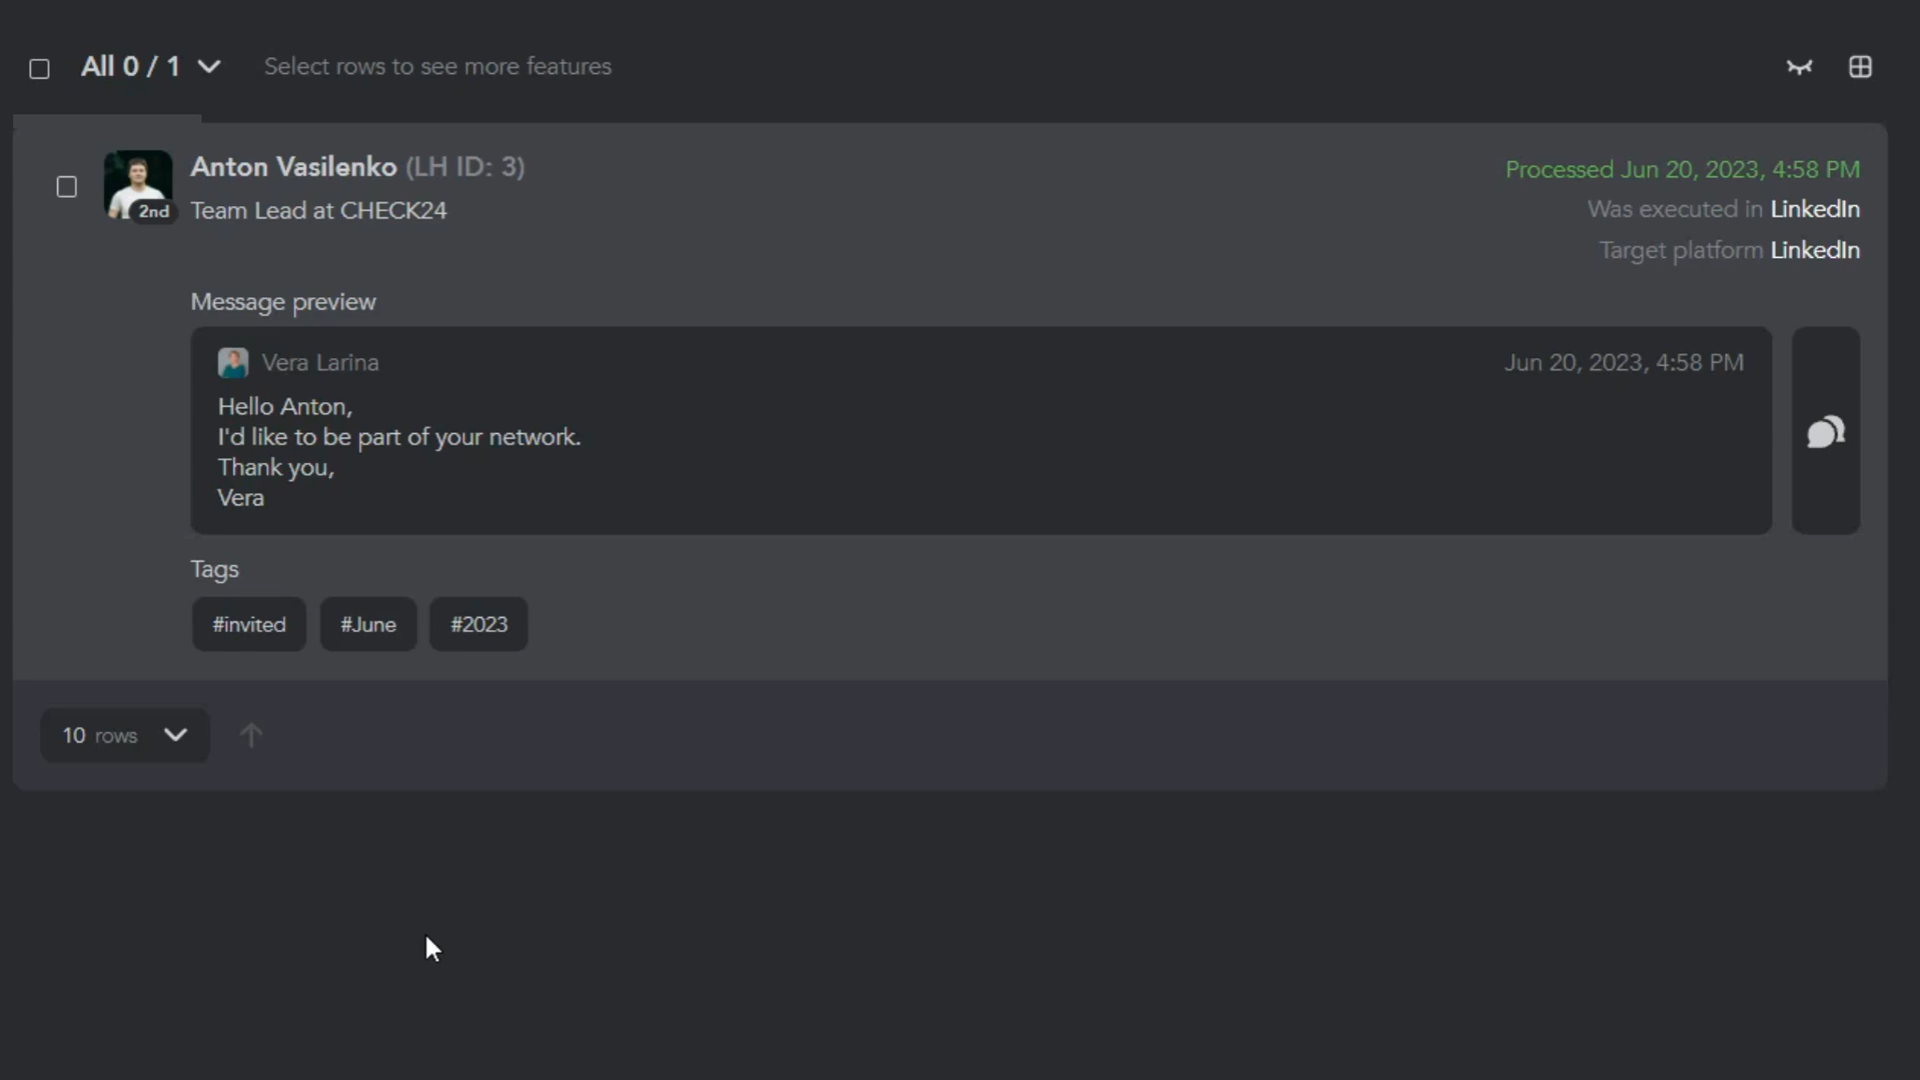 All 0 / 1
Select rows to see more features
Anton Vasilenko (LH ID: 3)
Processed Jun 20, 2023, 4:58 PM
2nd
Team Lead at CHECK24
Was executed in LinkedIn
Target platform LinkedIn
Message preview
Vera Larina
Jun 20, 2023, 4:58 PM
Hello Anton,
I'd like to be part of your network.
Thank you,
Vera
Tags
#invited #June #2023
10 rows